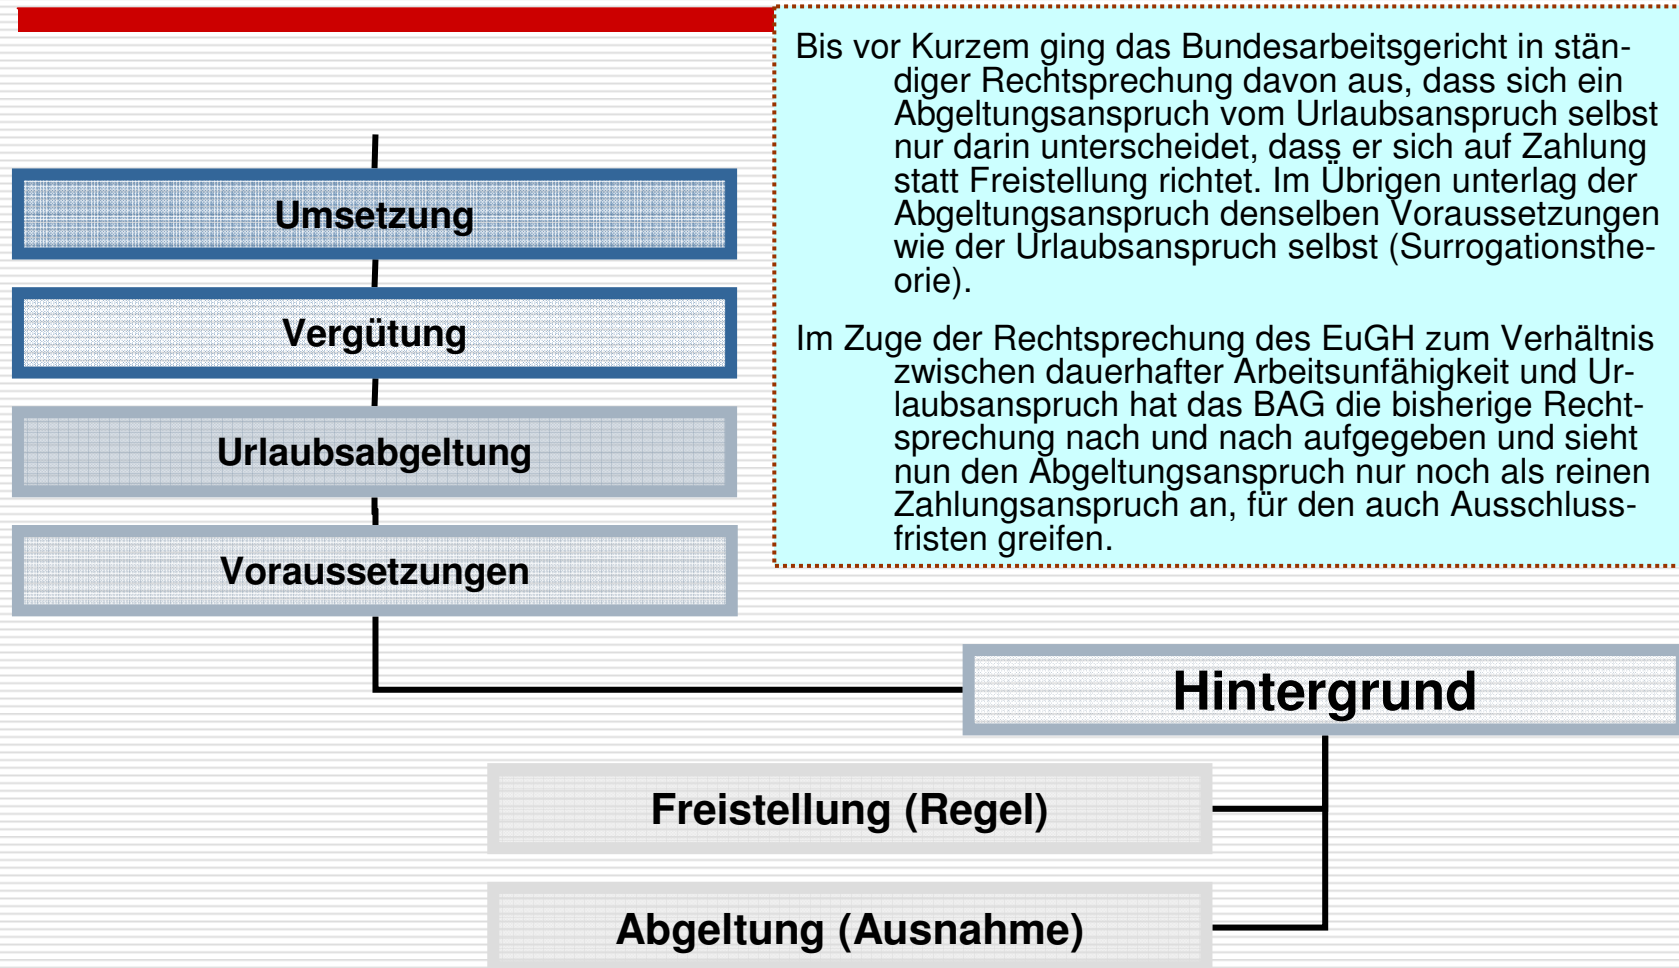 Bis vor Kurzem ging das Bundesarbeitsgericht in stän-
diger Rechtsprechung davon aus, dass sich ein
Abgeltungsanspruch vom Urlaubsanspruch selbst
nur darin unterscheidet, dass er sich auf Zahlung
statt Freistellung richtet. Im Übrigen unterlag der
Abgeltungsanspruch denselben Voraussetzungen
wie der Urlaubsanspruch selbst (Surrogationsthe-
orie).
Im Zuge der Rechtsprechung des EuGH zum Verhältnis
zwischen dauerhafter Arbeitsunfähigkeit und Ur-
laubsanspruch hat das BAG die bisherige Recht-
sprechung nach und nach aufgegeben und sieht
nun den Abgeltungsanspruch nur noch als reinen
Zahlungsanspruch an, für den auch Ausschluss-
fristen greifen.
Umsetzung
Vergütung
Urlaubsabgeltung
Voraussetzungen
Hintergrund
Freistellung (Regel)
Abgeltung (Ausnahme)